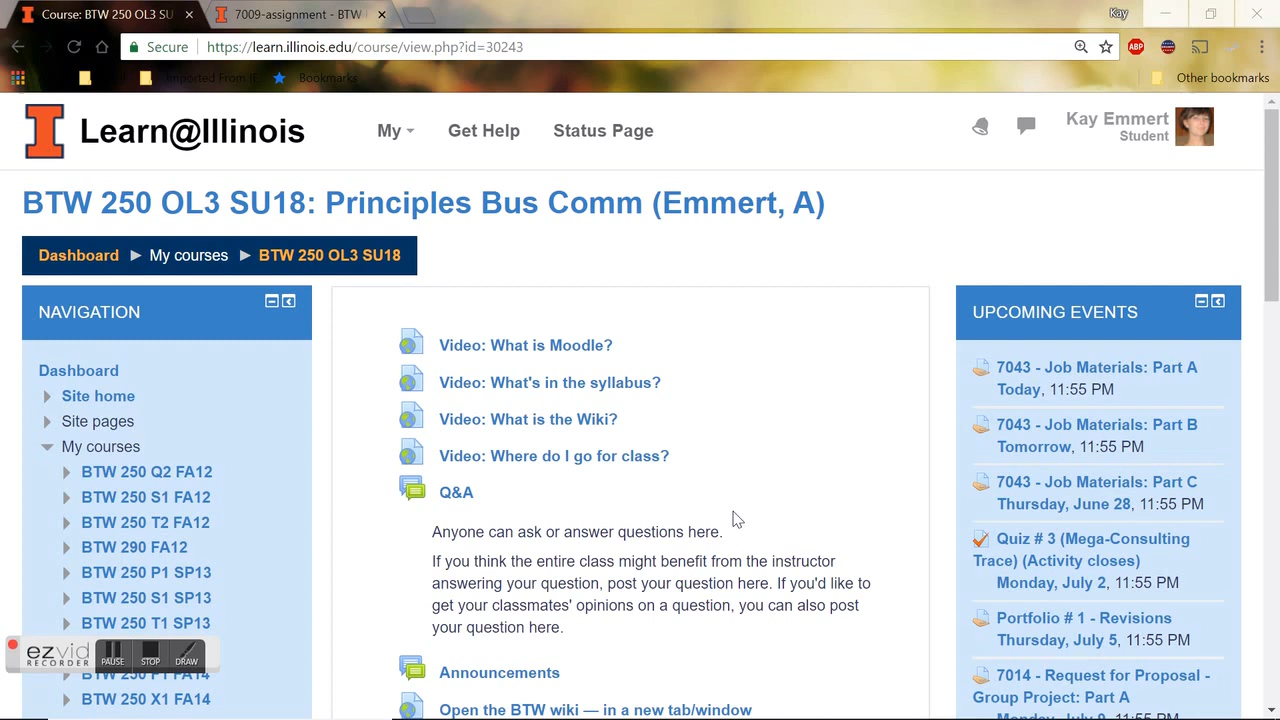 Course: BTW 250 OL3 SU
7009-assignment - BTW
Kay
Secure
https://learn.illinois.edu/course/view.php?id=30243
ABP
Imported From IE
Bookmarks
Other bookmarks
I Learn@Illinois
My
Get Help
Status Page
Kay Emmert
Student
BTW 250 OL3 SU18: Principles Bus Comm (Emmert, A)
Dashboard ► My courses ► BTW 250 OL3 SU18
NAVIGATION
Dashboard
Site home
Site pages
My courses
BTW 250 Q2 FA12
BTW 250 S1 FA12
BTW 250 T2 FA12
BTW 290 FA12
BTW 250 P1 SP13
BTW 250 S1 SP13
BTW 250 T1 SP13
BTW 250 P1 FA14
BTW 250 X1 FA14
ezvid
RECORDER
PAUSE
STOP
DRAW
Video: What is Moodle?
Video: What's in the syllabus?
Video: What is the Wiki?
Video: Where do I go for class?
Q&A
Anyone can ask or answer questions here.
If you think the entire class might benefit from the instructor
answering your question, post your question here. If you'd like to
get your classmates' opinions on a question, you can also post
your question here.
Announcements
Open the BTW wiki — in a new tab/window
UPCOMING EVENTS
7043 - Job Materials: Part A
Today, 11:55 PM
7043 - Job Materials: Part B
Tomorrow, 11:55 PM
7043 - Job Materials: Part C
Thursday, June 28, 11:55 PM
Quiz # 3 (Mega-Consulting
Trace) (Activity closes)
Monday, July 2, 11:55 PM
Portfolio # 1 - Revisions
Thursday, July 5, 11:55 PM
7014 - Request for Proposal -
Group Project: Part A
Monday, July 9, 11:55 PM